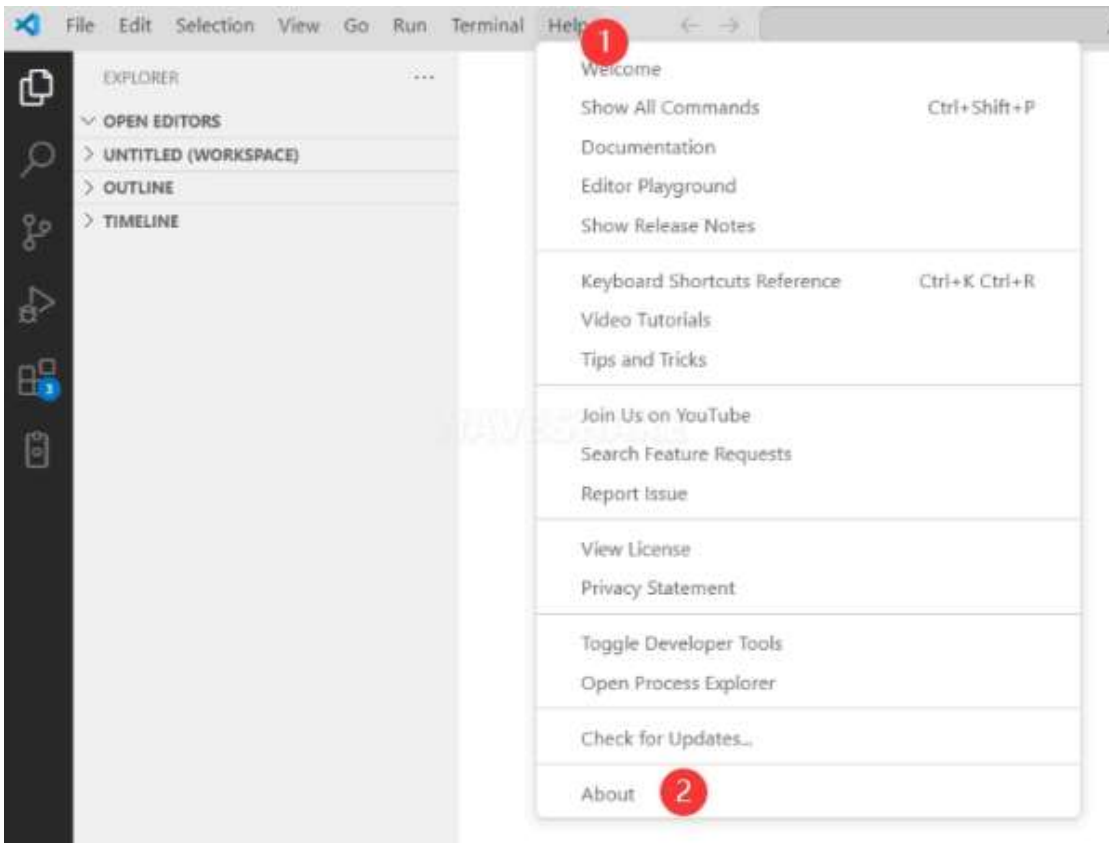 File Edit Selection View Go Run Terminal Help
1
EXPLORER ...
OPEN EDITORS
UNTITLED (WORKSPACE)
OUTLINE
TIMELINE
3
Welcome
Show All Commands Ctrl+Shift+P
Documentation
Editor Playground
Show Release Notes
Keyboard Shortcuts Reference Ctrl+K Ctrl+R
Video Tutorials
Tips and Tricks
Join Us on YouTube
WAVESHARE
Search Feature Requests
Report Issue
View License
Privacy Statement
Toggle Developer Tools
Open Process Explorer
Check for Updates...
About 2